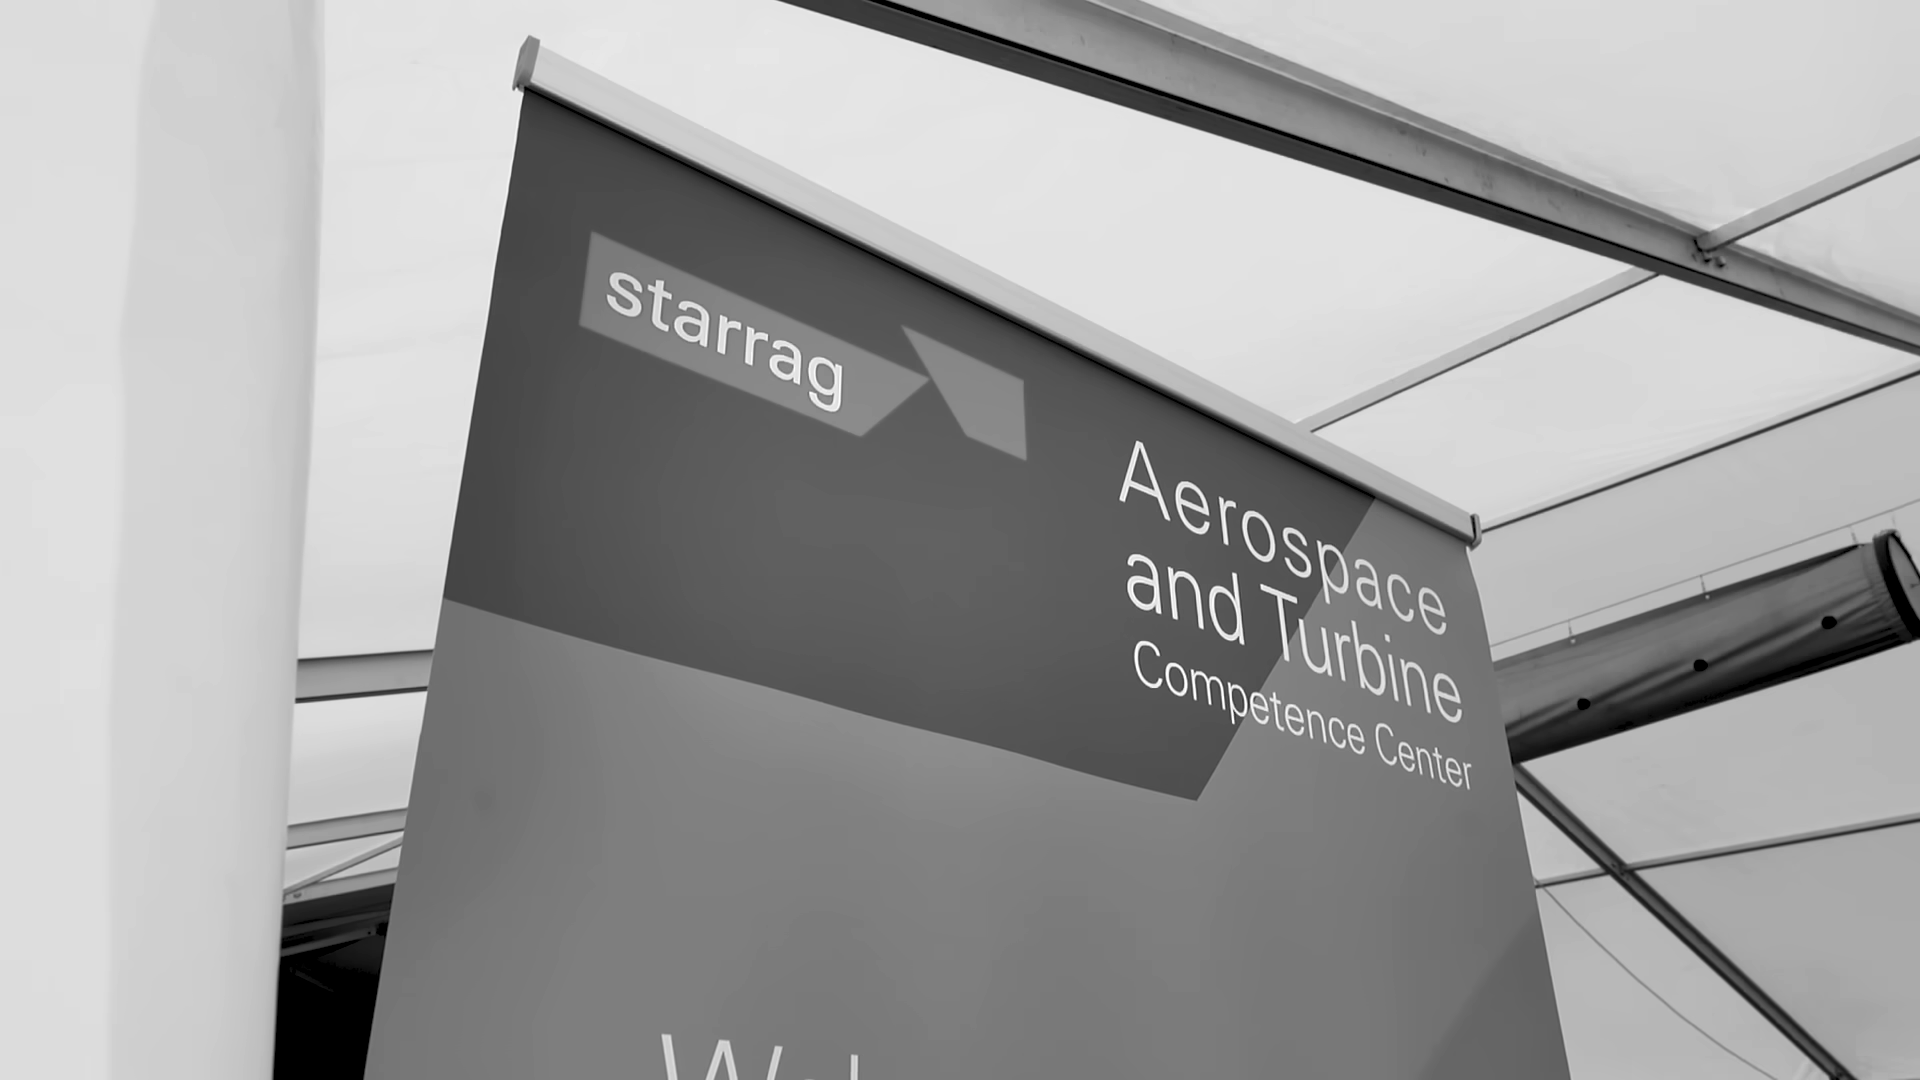 starrag
Aerospace
and Turbine
Competence Center